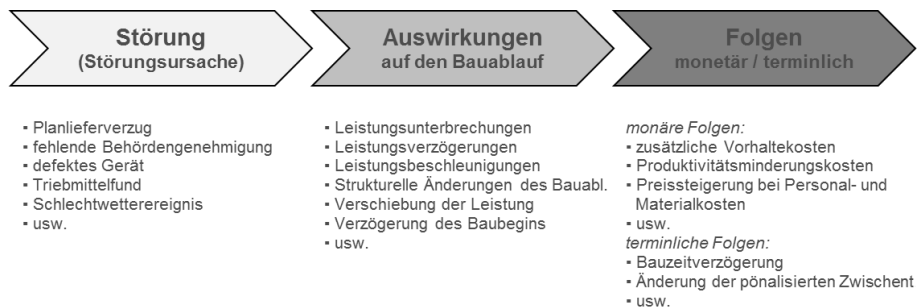 Störung
(Störungsursache)
▪ Planlieferverzug
▪ fehlende Behördengenehmigung
▪ defektes Gerät
▪ Triebmittelfund
▪ Schlechtwetterereignis
▪ usw.
Auswirkungen
auf den Bauablauf
▪ Leistungsunterbrechungen
▪ Leistungsverzögerungen
▪ Leistungsbeschleunigungen
▪ Strukturelle Änderungen des Bauabl.
▪ Verschiebung der Leistung
▪ Verzögerung des Baubegins
▪ usw.
Folgen
monetär / terminlich
monäre Folgen:
▪ zusätzliche Vorhaltekosten
▪ Produktivitätsminderungskosten
▪ Preissteigerung bei Personal- und
Materialkosten
▪ usw.
terminliche Folgen:
▪ Bauzeitverzögerung
▪ Änderung der pönalisierten Zwischent
▪ usw.